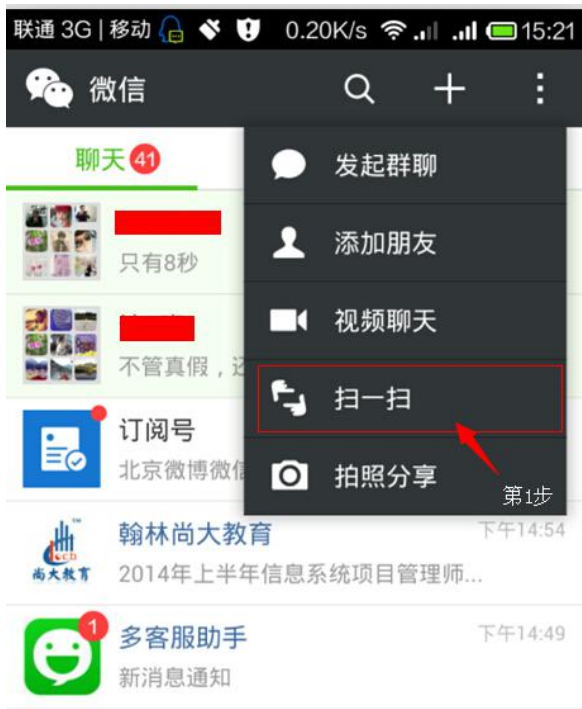 联通 3G | 移动 0.20K/s 15:21
微信
聊天 41
发起群聊
添加朋友
视频聊天
扫一扫
拍照分享
第1步
只有8秒
不管真假，还
订阅号
北京微博微信
翰林尚大教育 下午14:54
2014年上半年信息系统项目管理师...
尚大教育
1
多客服助手 下午14:49
新消息通知